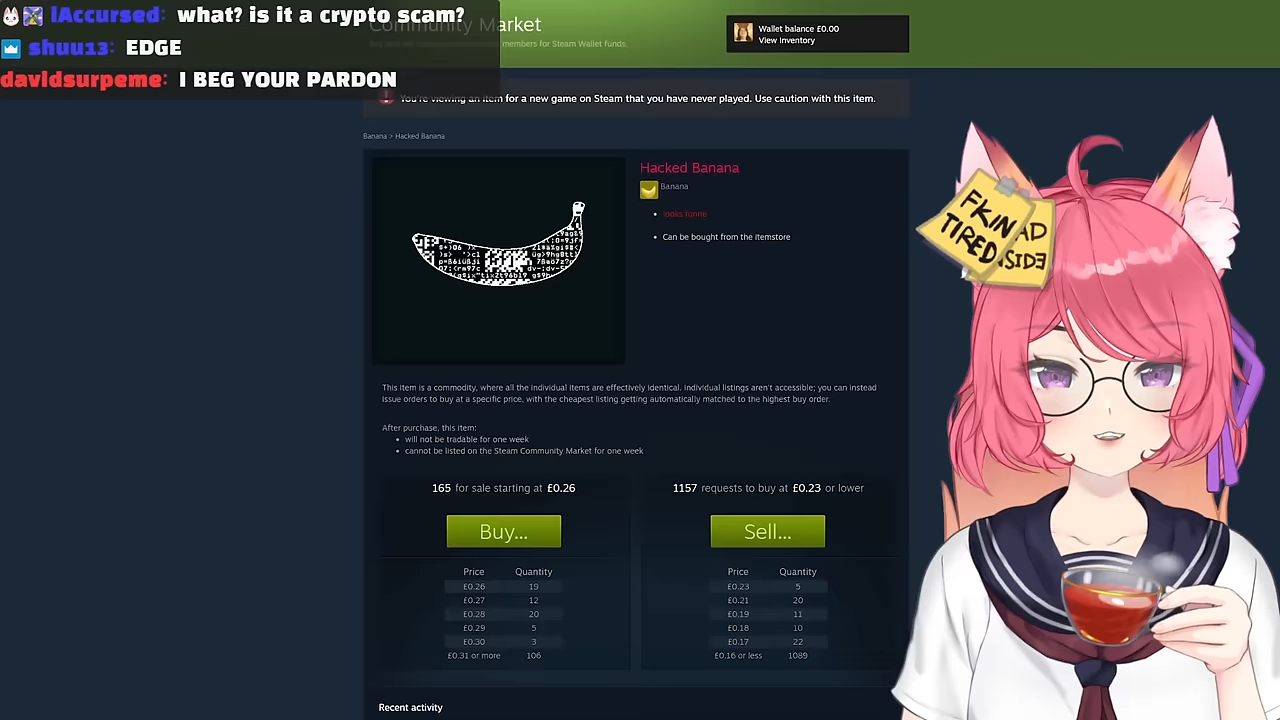 iAccursed: what? is it a crypto scam?
shuu13: EDGE
davidsurpeme: I BEG YOUR PARDON
Community Market
members for Steam Wallet funds.
Wallet balance £0.00
View Inventory
You're viewing an item for a new game on Steam that you have never played. Use caution with this item.
Banana > Hacked Banana
Hacked Banana
Banana
looks funne
Can be bought from the itemstore
FKIN
TIRED
AD
This item is a commodity, where all the individual items are effectively identical. Individual listings aren't accessible; you can instead
issue orders to buy at a specific price, with the cheapest listing getting automatically matched to the highest buy order.
After purchase, this item:
will not be tradable for one week
cannot be listed on the Steam Community Market for one week
165 for sale starting at £0.26
Buy...
Price Quantity
£0.26 19
£0.27 12
£0.28 20
£0.29 5
£0.30 3
£0.31 or more 106
1157 requests to buy at £0.23 or lower
Sell...
Price Quantity
£0.23 5
£0.21 20
£0.19 11
£0.18 10
£0.17 22
£0.16 or less 1089
Recent activity